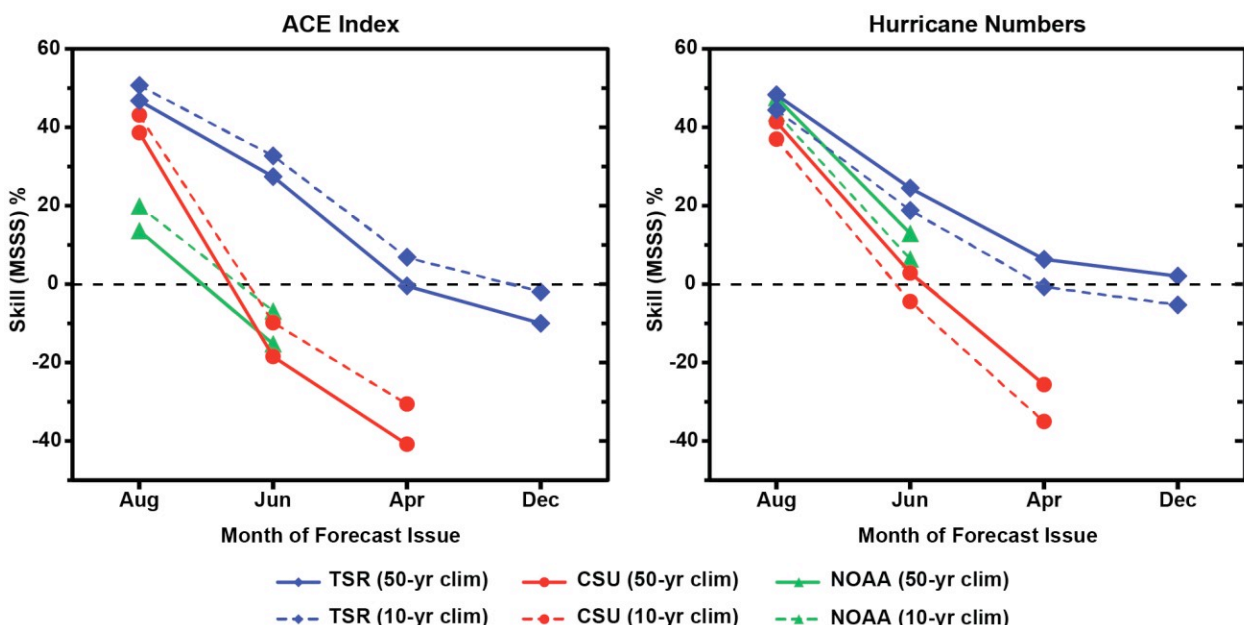 ACE Index
Skill (MSSS) %
60
40
20
0
-20
-40
Aug Jun Apr Dec
Month of Forecast Issue
Hurricane Numbers
Skill (MSSS) %
60
40
20
0
-20
-40
Aug Jun Apr Dec
Month of Forecast Issue
TSR (50-yr clim) CSU (50-yr clim) NOAA (50-yr clim)
TSR (10-yr clim) CSU (10-yr clim) NOAA (10-yr clim)